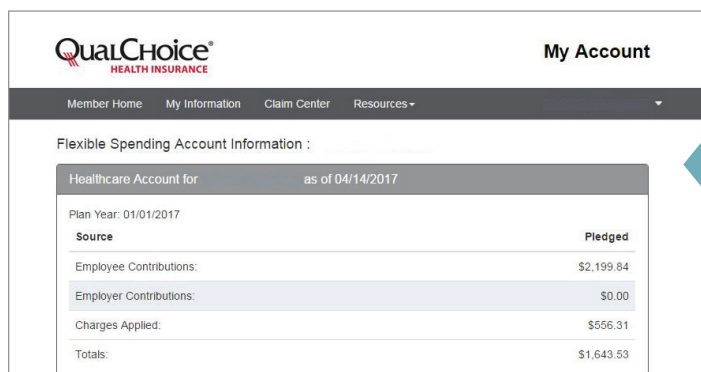 QualChoice®
HEALTH INSURANCE
My Account
Member Home My Information Claim Center Resources
Flexible Spending Account Information :
Healthcare Account for as of 04/14/2017
Plan Year: 01/01/2017
Source Pledged
Employee Contributions: $2,199.84
Employer Contributions: $0.00
Charges Applied: $556.31
Totals: $1,643.53